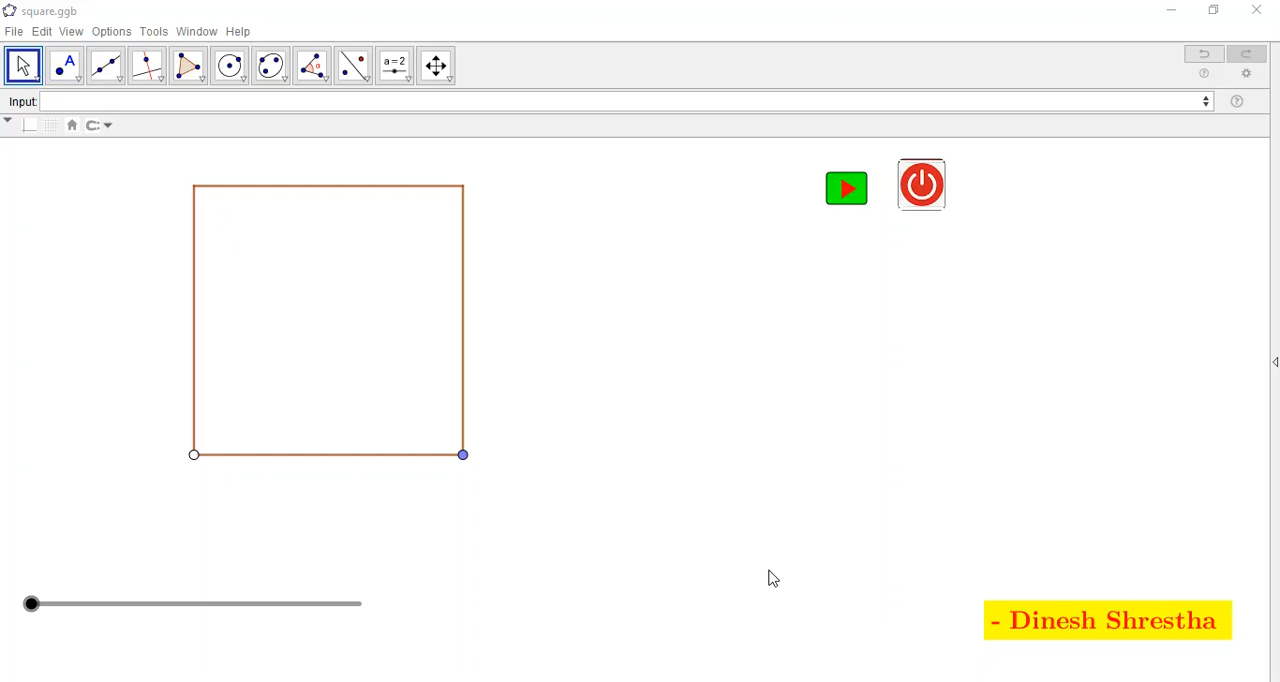 square.ggb
File Edit View Options Tools Window Help
A
α
a=2
Input:
- Dinesh Shrestha